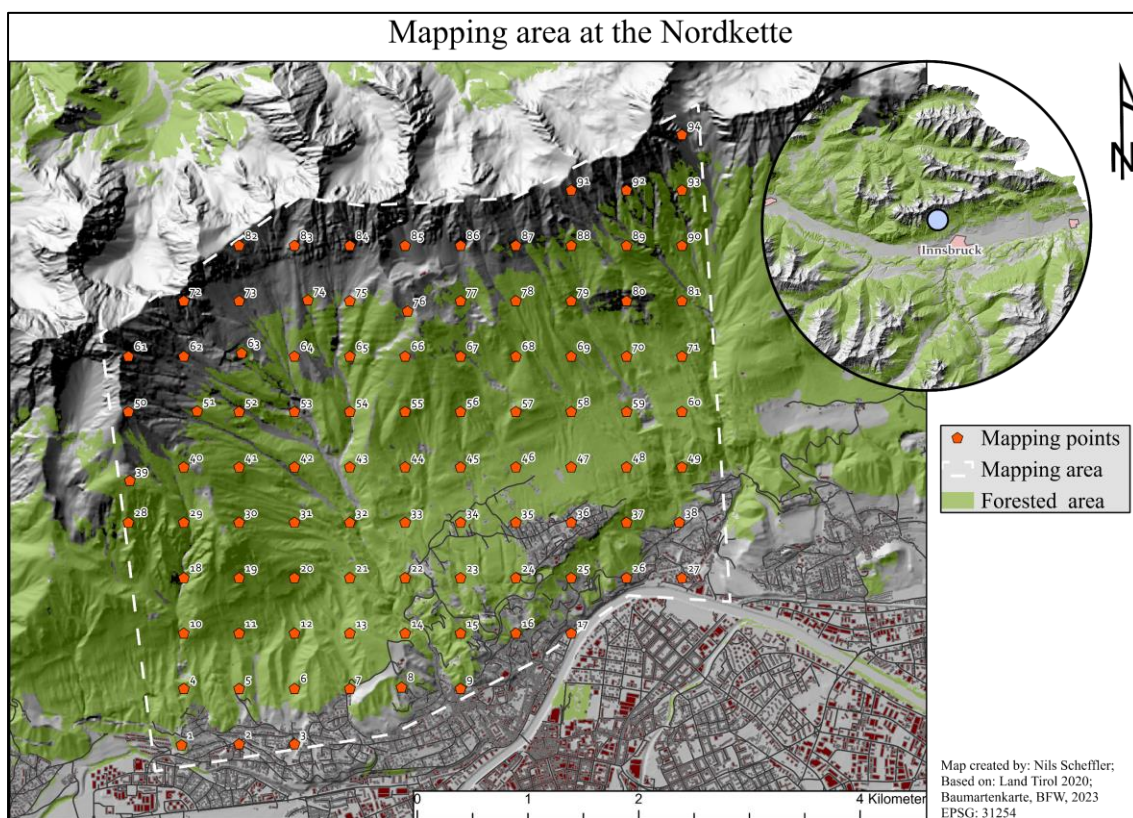 Mapping area at the Nordkette
N
94
91 92 93
82 83 84 85 86 87 88 89 90
72 73 74 75 76 77 78 79 80 81
61 62 63 64 65 66 67 68 69 70 71
50 51 52 53 54 55 56 57 58 59 60
39 40 41 42 43 44 45 46 47 48 49
28 29 30 31 32 33 34 35 36 37 38
18 19 20 21 22 23 24 25 26 27
10 11 12 13 14 15 16 17
4 5 6 7 8 9
1 2 3
Innsbruck
Mapping points
Mapping area
Forested area
0 1 2 4 Kilometer
Map created by: Nils Scheffler;
Based on: Land Tirol 2020;
Baumartenkarte, BFW, 2023
EPSG: 31254